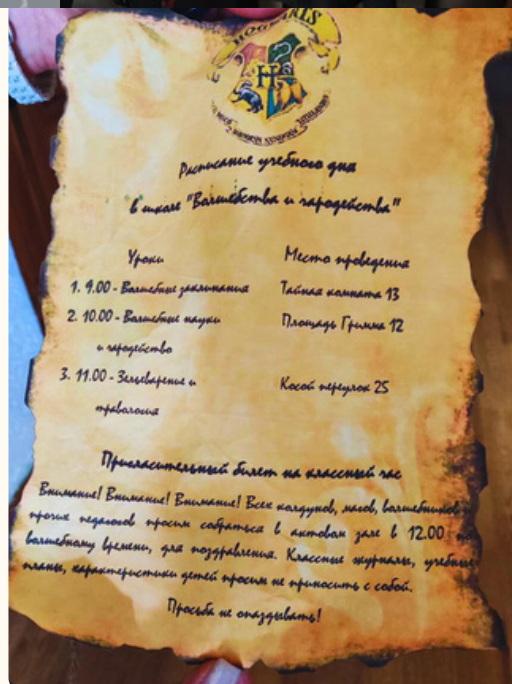 HOGWARTS
H
Расписание учебного дня
в школе "Волшебства и чародейства"
Уроки Место проведения
1. 9.00 - Волшебные заклинания Тайная комната 13
2. 10.00 - Волшебные науки Площадь Гримма 12
и чародейство
3. 11.00 - Зельеварение и Косой переулок 25
травология
Пригласительный билет на классный час
Внимание! Внимание! Внимание! Всех колдунов, магов, волшебников и
прочих педагогов просим собраться в актовом зале в 12.00 по
волшебному времени, для поздравления. Классные журналы, учебные
планы, характеристики детей просим не приносить с собой.
Просьба не опаздывать!